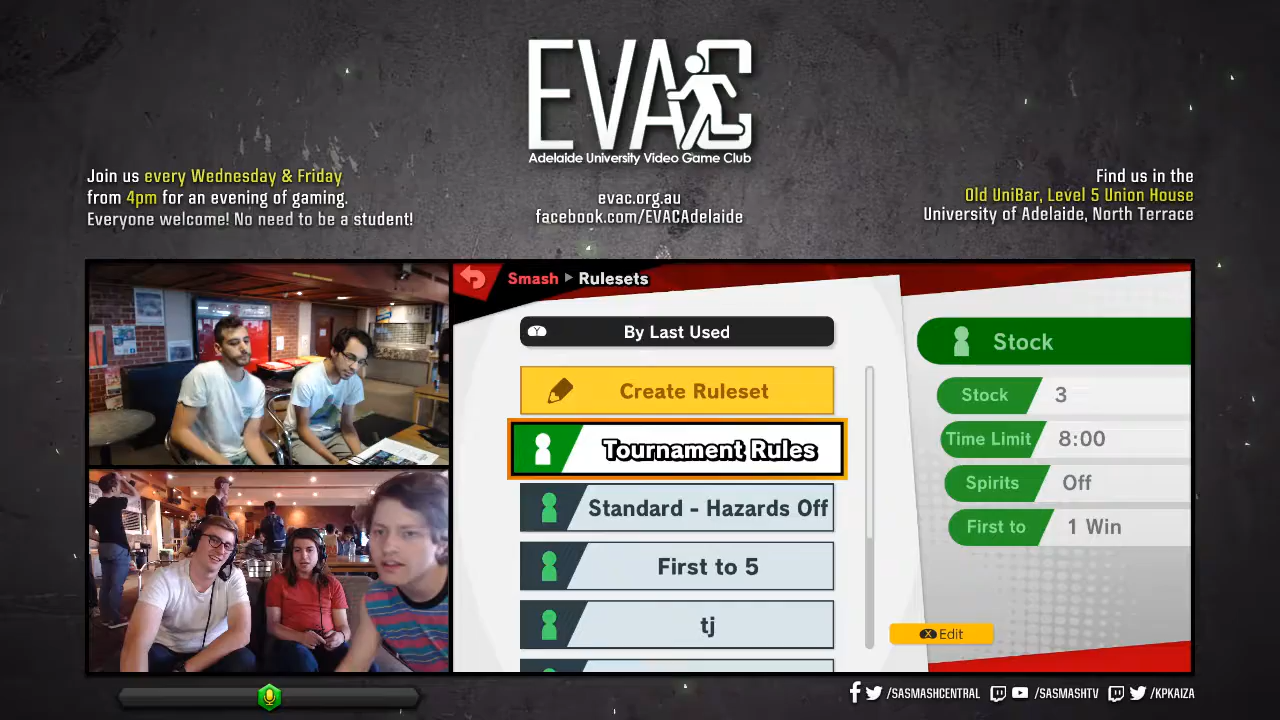 EVAC
Adelaide University Video Game Club
Join us every Wednesday & Friday
from 4pm for an evening of gaming.
Everyone welcome! No need to be a student!
evac.org.au
facebook.com/EVACAdelaide
Find us in the
Old UniBar, Level 5 Union House
University of Adelaide, North Terrace
Smash Rulesets
By Last Used
Create Ruleset
Tournament Rules
Standard - Hazards Off
First to 5
tj
Stock
Stock 3
Time Limit 8:00
Spirits Off
First to 1 Win
X Edit
/SASMASHCENTRAL /SASMASHTV /KPKAIZA